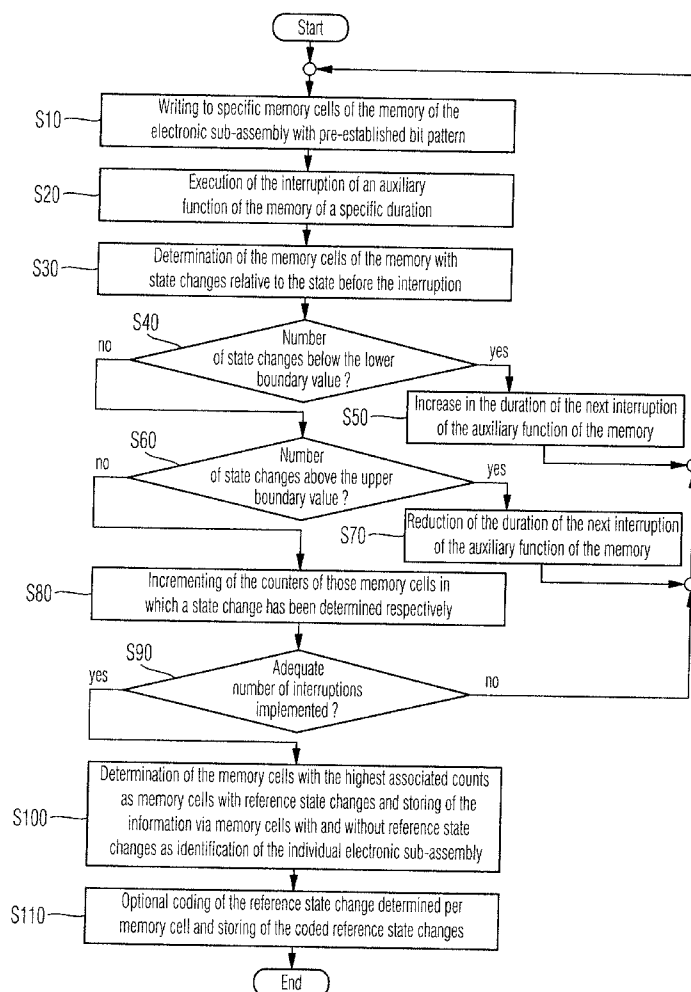 Start
S10
Writing to specific memory cells of the memory of the
electronic sub-assembly with pre-established bit pattern
S20
Execution of the interruption of an auxiliary
function of the memory of a specific duration
S30
Determination of the memory cells of the memory with
state changes relative to the state before the interruption
S40
no
Number
of state changes below the lower
boundary value ?
yes
S50
Increase in the duration of the next interruption
of the auxiliary function of the memory
S60
no
Number
of state changes above the upper
boundary value ?
yes
S70
Reduction of the duration of the next interruption
of the auxiliary function of the memory
S80
Incrementing of the counters of those memory cells in
which a state change has been determined respectively
S90
yes
Adequate
number of interruptions
implemented ?
no
S100
Determination of the memory cells with the highest associated counts
as memory cells with reference state changes and storing of the
information via memory cells with and without reference state
changes as identification of the individual electronic sub-assembly
S110
Optional coding of the reference state change determined per
memory cell and storing of the coded reference state changes
End